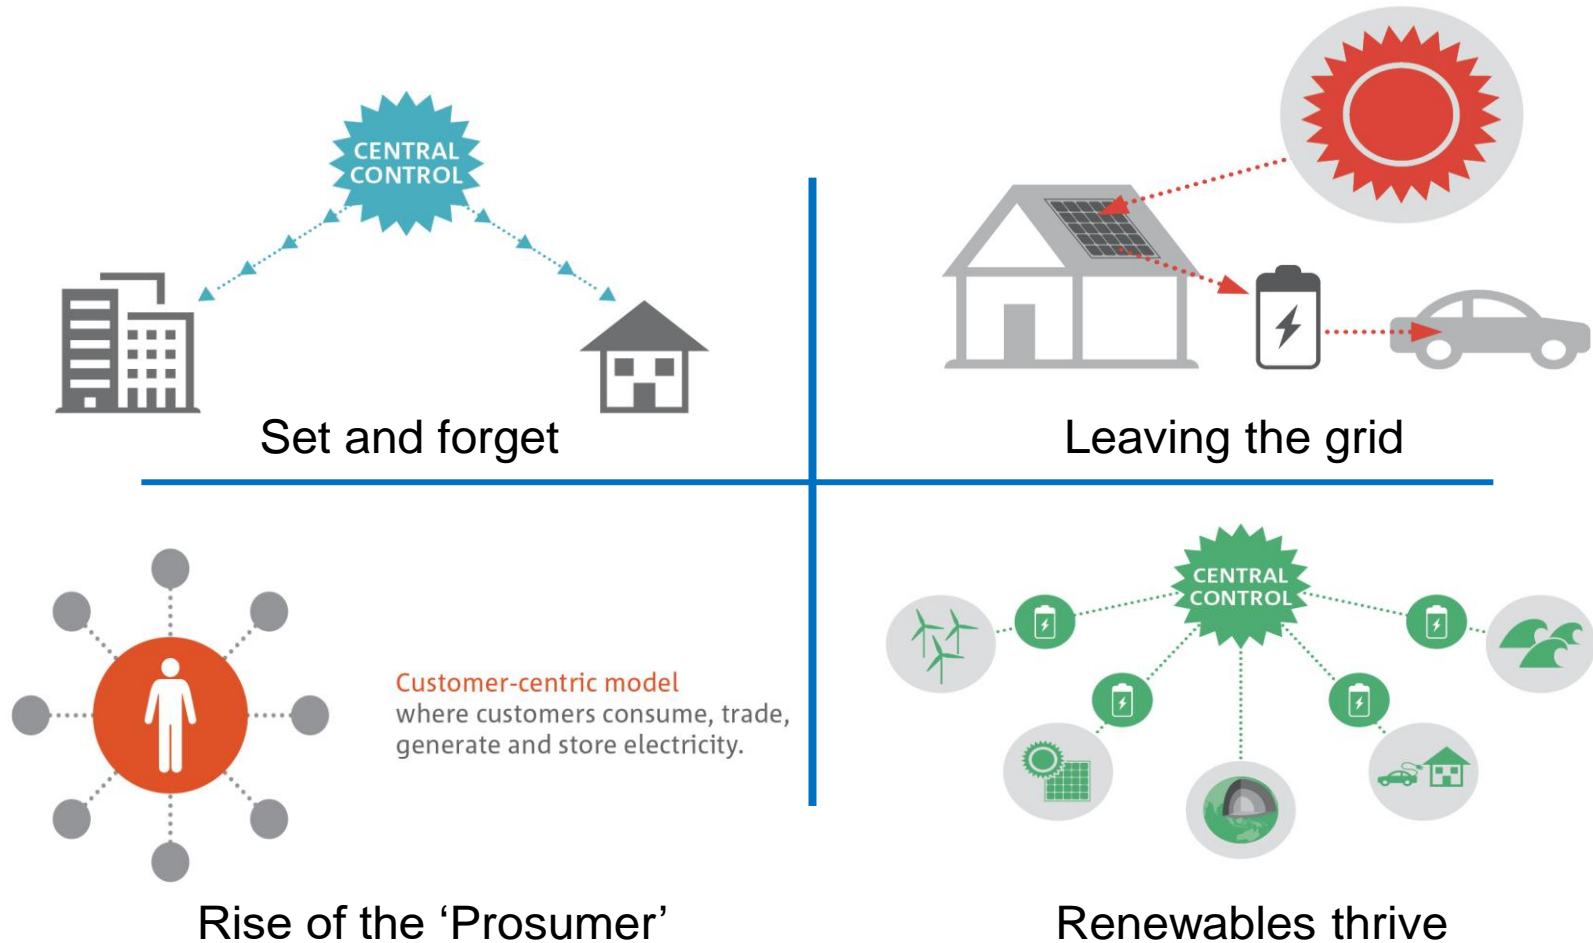 CENTRAL
CONTROL
Set and forget
Leaving the grid
Customer-centric model
where customers consume, trade,
generate and store electricity.
Rise of the ‘Prosumer’
CENTRAL
CONTROL
Renewables thrive